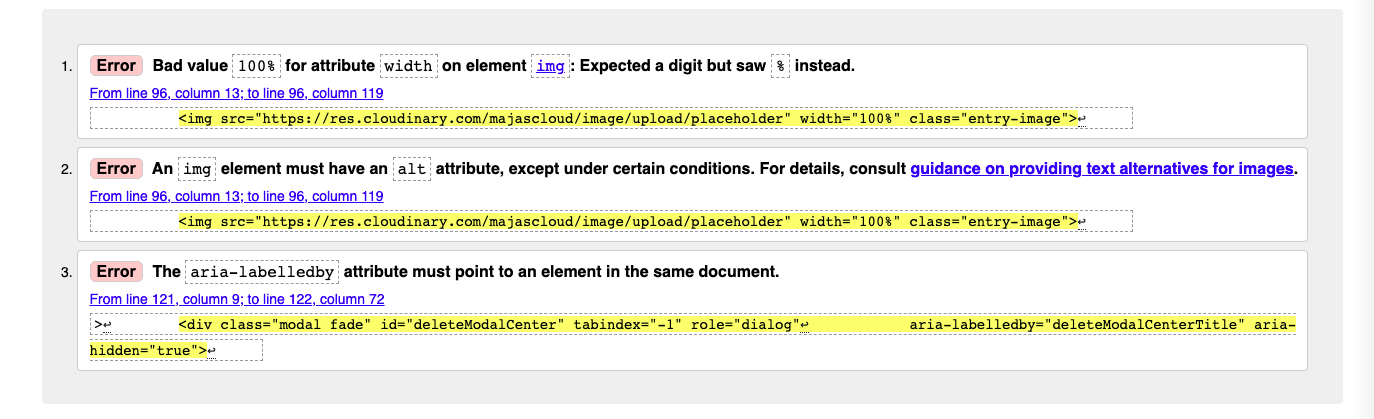 1. Error Bad value 100% for attribute width on element img: Expected a digit but saw % instead.
From line 96, column 13; to line 96, column 119
<img src="https://res.cloudinary.com/majascloud/image/upload/placeholder" width="100%" class="entry-image">↩
2. Error An img element must have an alt attribute, except under certain conditions. For details, consult guidance on providing text alternatives for images.
From line 96, column 13; to line 96, column 119
<img src="https://res.cloudinary.com/majascloud/image/upload/placeholder" width="100%" class="entry-image">↩
3. Error The aria-labelledby attribute must point to an element in the same document.
From line 121, column 9; to line 122, column 72
>↩ <div class="modal fade" id="deleteModalCenter" tabindex="-1" role="dialog"↩ aria-labelledby="deleteModalCenterTitle" aria-
hidden="true">↩